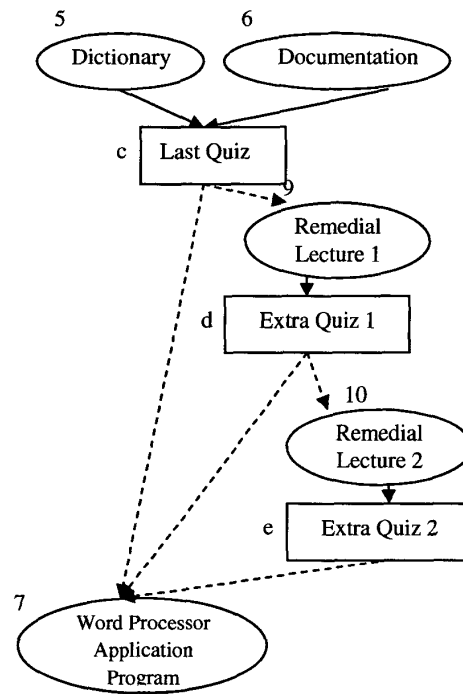 5
6
Dictionary
Documentation
c
Last Quiz
9
Remedial
Lecture 1
d
Extra Quiz 1
10
Remedial
Lecture 2
e
Extra Quiz 2
7
Word Processor
Application
Program